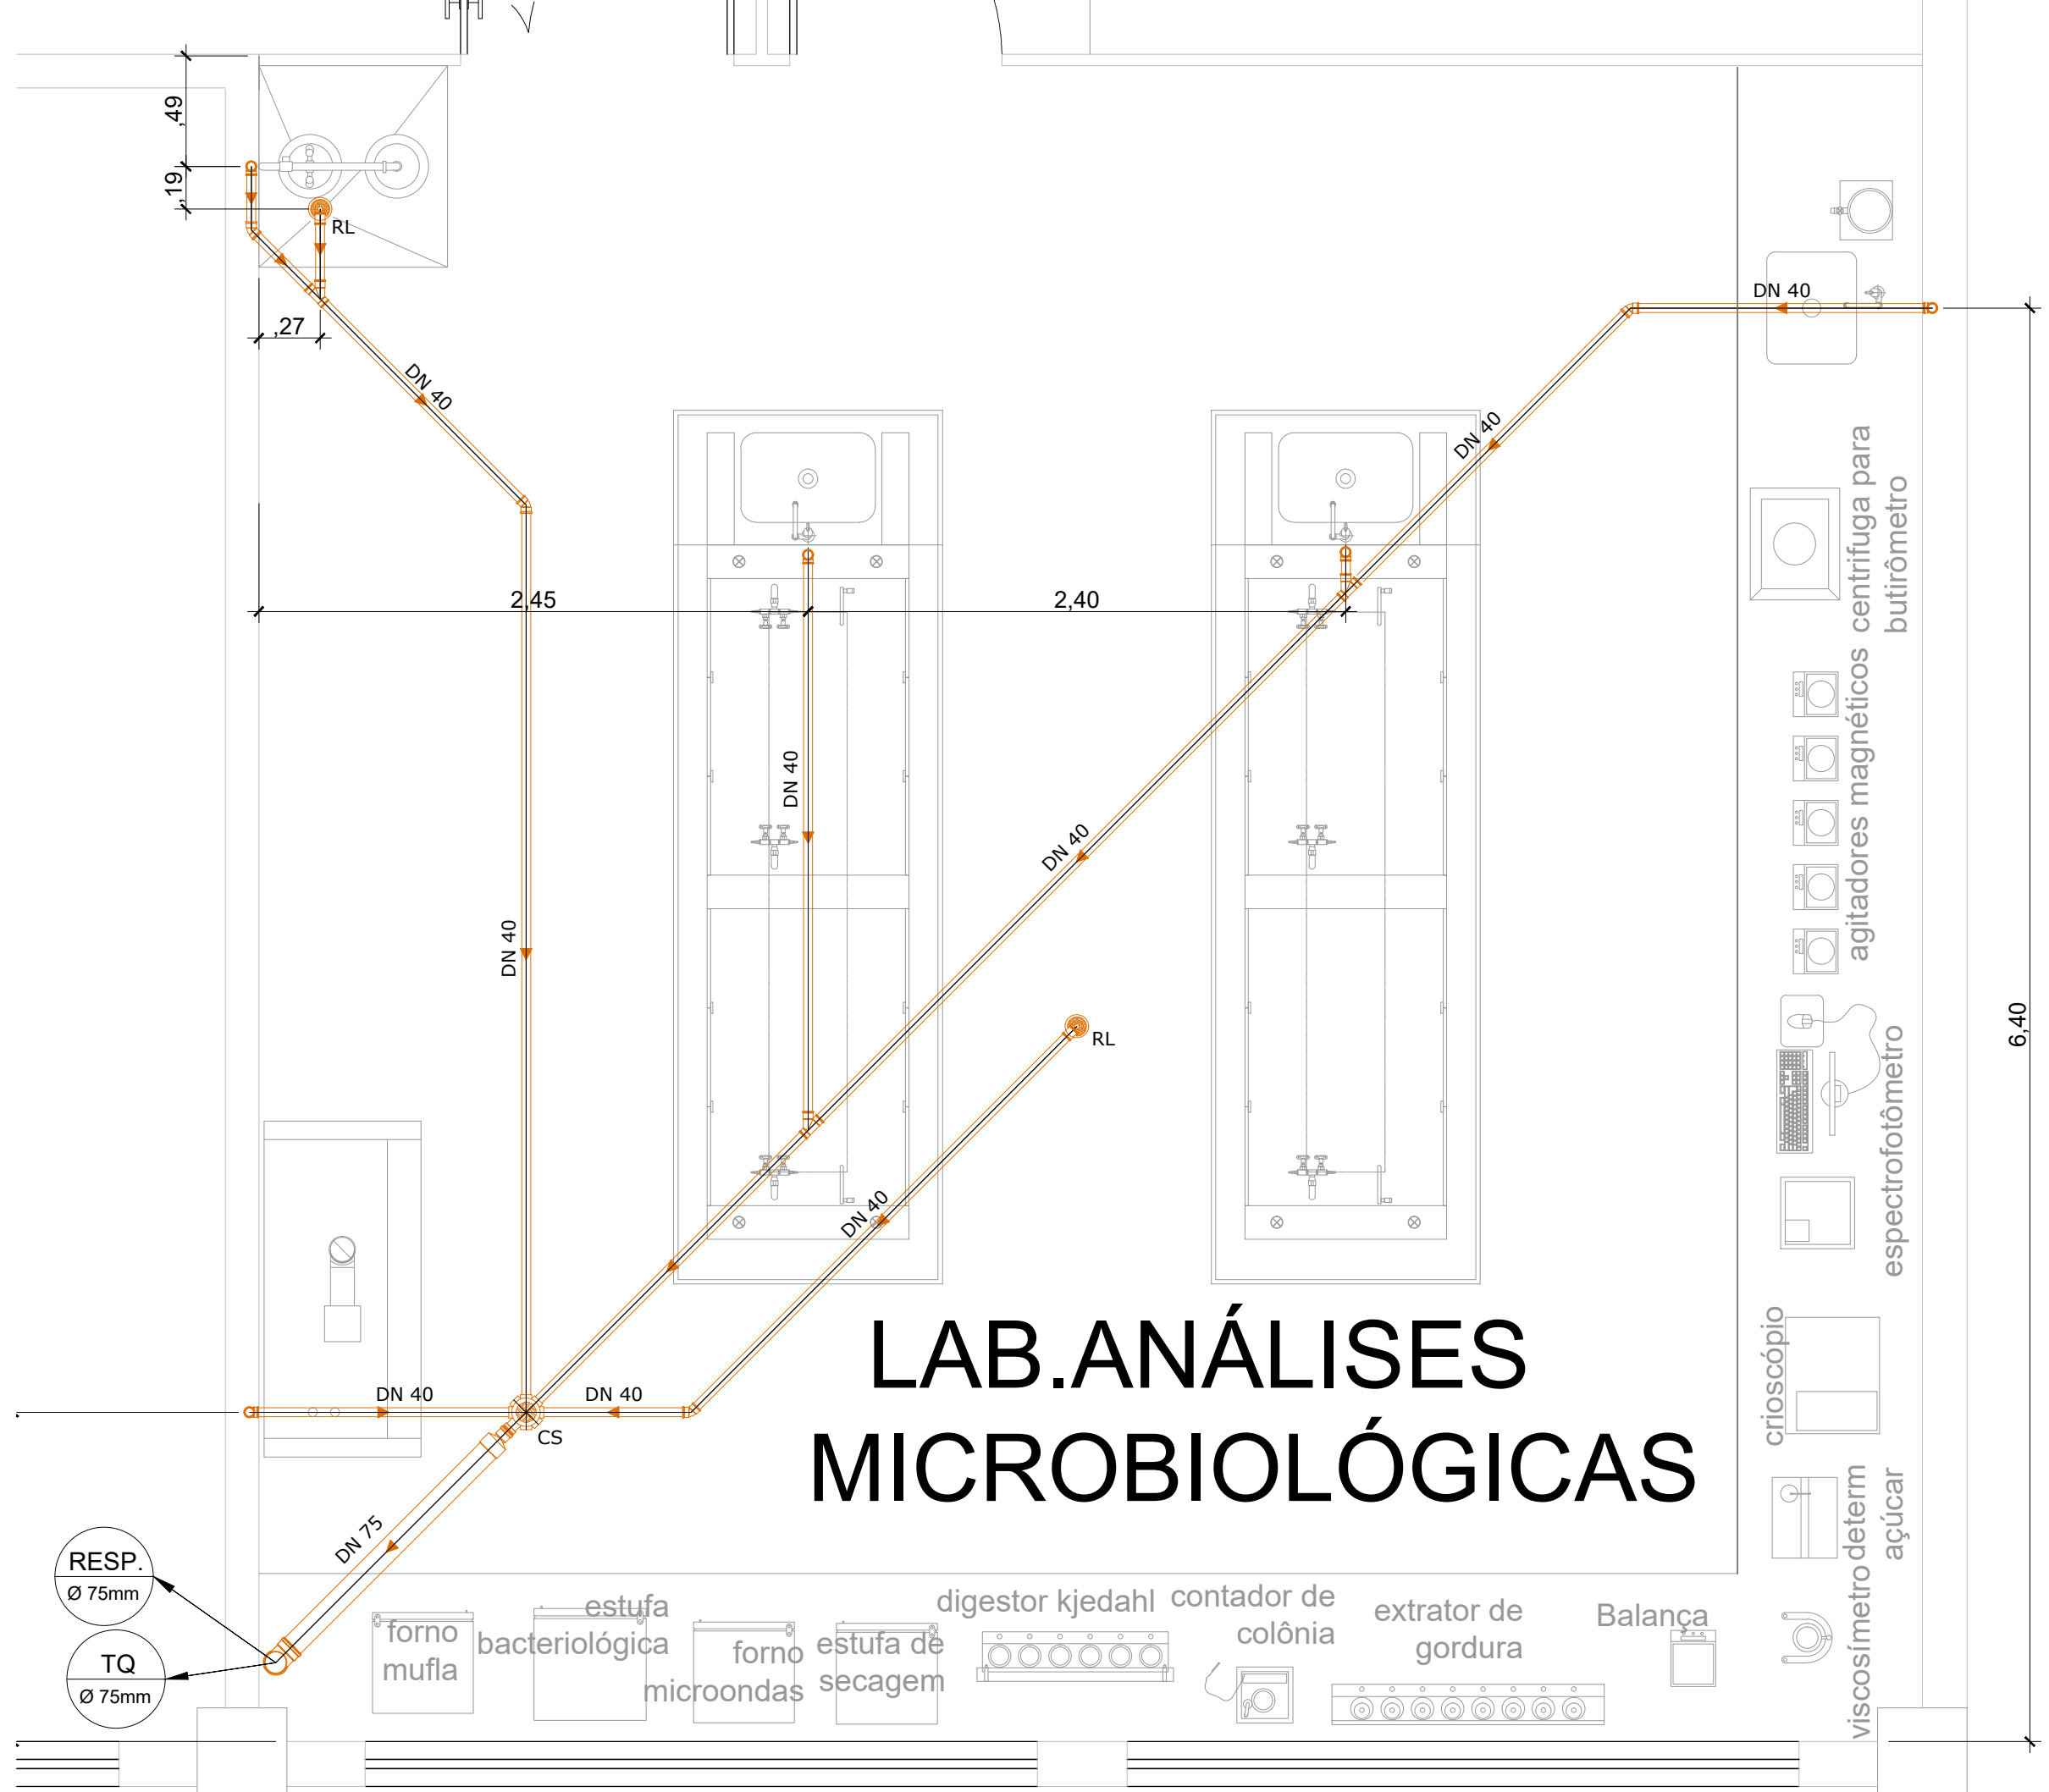 ,49
,19
RL
,27
DN 40
DN 40
DN 40
2,45
2,40
centrifuga para
butirômetro
agitadores magnéticos
DN 40
DN 40
DN 40
RL
6,40
espectrofotômetro
DN 40
LAB.ANÁLISES
MICROBIOLÓGICAS
crioscópio
DN 40
DN 40
CS
determ
açúcar
viscosímetro
DN 75
RESP.
Ø 75mm
TQ
Ø 75mm
forno
mufla
estufa
bacteriológica
forno
microondas
estufa de
secagem
digestor kjedahl
contador de
colônia
extrator de
gordura
Balança